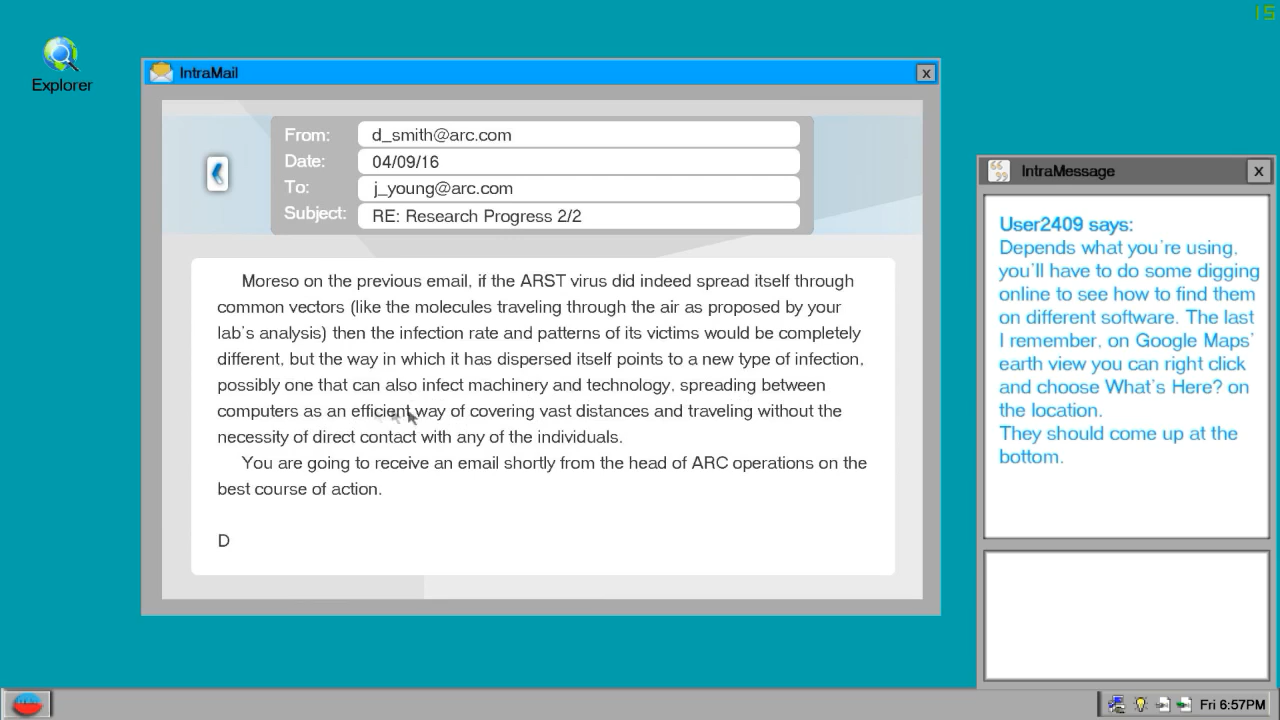 15
Explorer
IntraMail
x
From: d_smith@arc.com
Date: 04/09/16
To: j_young@arc.com
Subject: RE: Research Progress 2/2
Moreso on the previous email, if the ARST virus did indeed spread itself through
common vectors (like the molecules traveling through the air as proposed by your
lab's analysis) then the infection rate and patterns of its victims would be completely
different, but the way in which it has dispersed itself points to a new type of infection,
possibly one that can also infect machinery and technology, spreading between
computers as an efficient way of covering vast distances and traveling without the
necessity of direct contact with any of the individuals.
You are going to receive an email shortly from the head of ARC operations on the
best course of action.
D
IntraMessage
x
User2409 says:
Depends what you're using,
you'll have to do some digging
online to see how to find them
on different software. The last
I remember, on Google Maps'
earth view you can right click
and choose What's Here? on
the location.
They should come up at the
bottom.
Fri 6:57PM